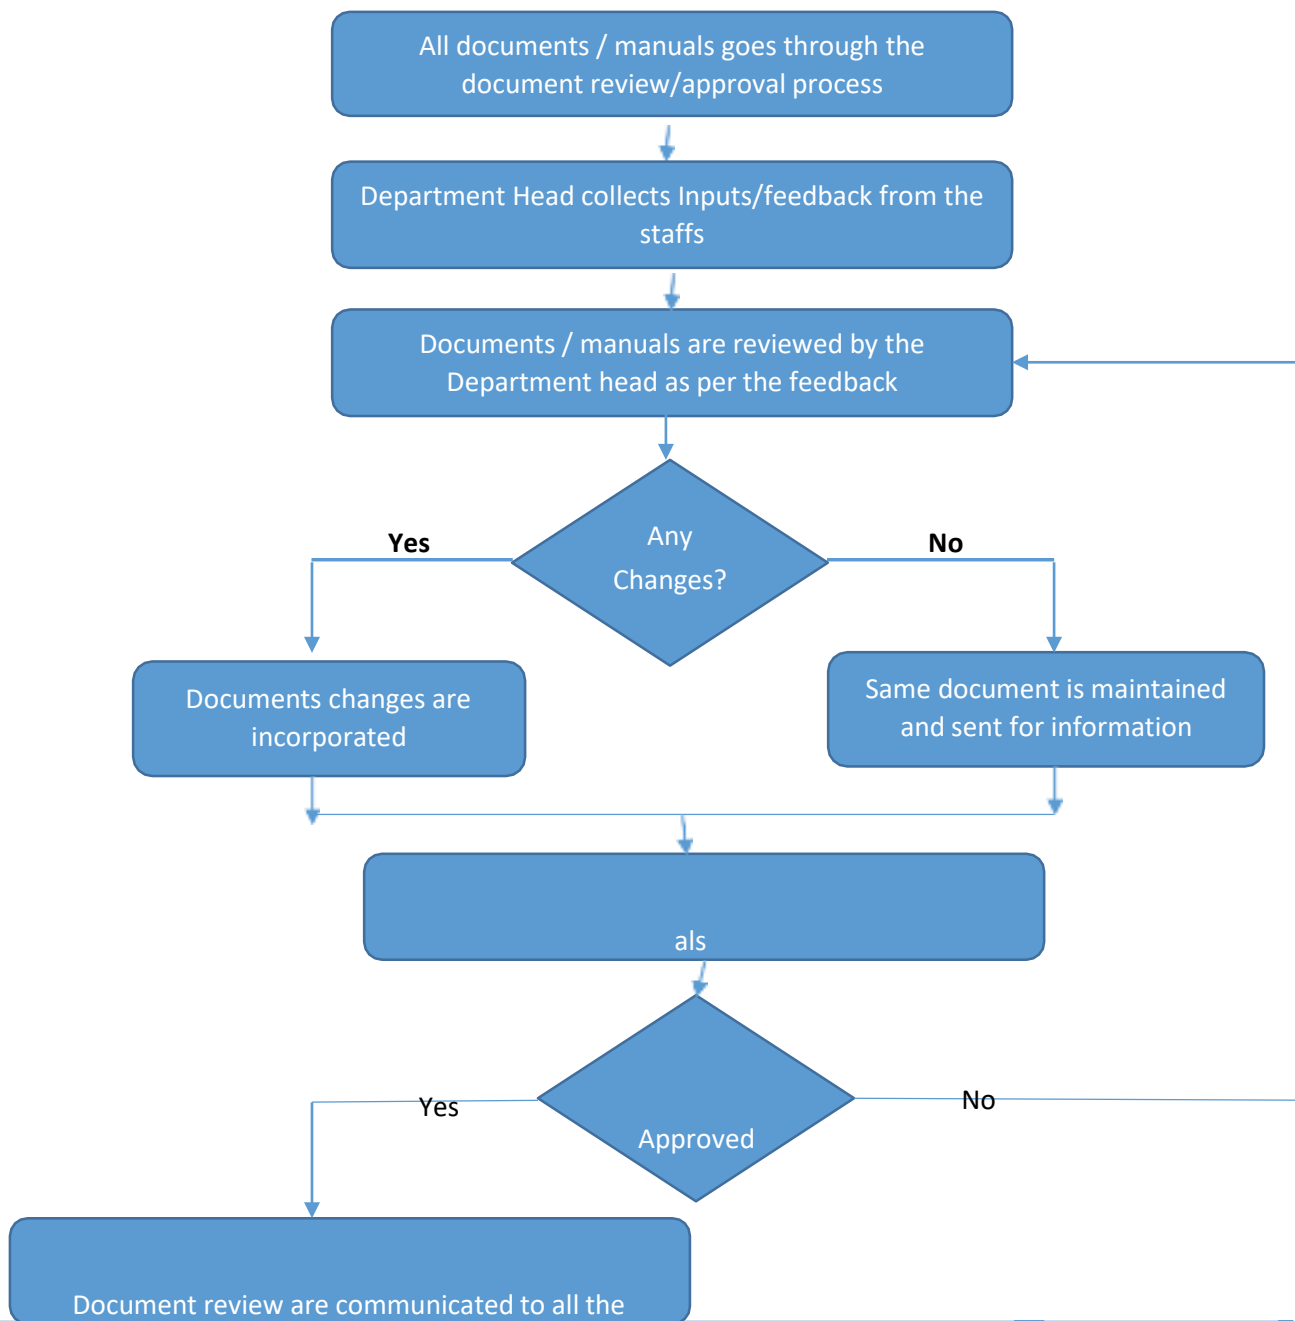 All documents / manuals goes through the
document review/approval process
Department Head collects Inputs/feedback from the
staffs
Documents / manuals are reviewed by the
Department head as per the feedback
Any
Changes?
Yes
No
Documents changes are
incorporated
Same document is maintained
and sent for information
als
Approved
Yes
No
Document review are communicated to all the